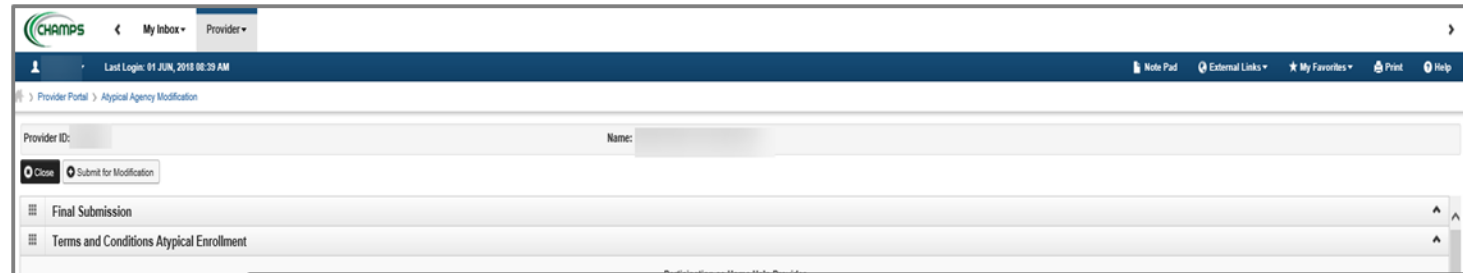 CHAMPS My Inbox Provider
Last Login: 01 JUN, 2018 08:39 AM Note Pad External Links My Favorites Print Help
Provider Portal Atypical Agency Modification
Provider ID: Name:
Close Submit for Modification
Final Submission
Terms and Conditions Atypical Enrollment